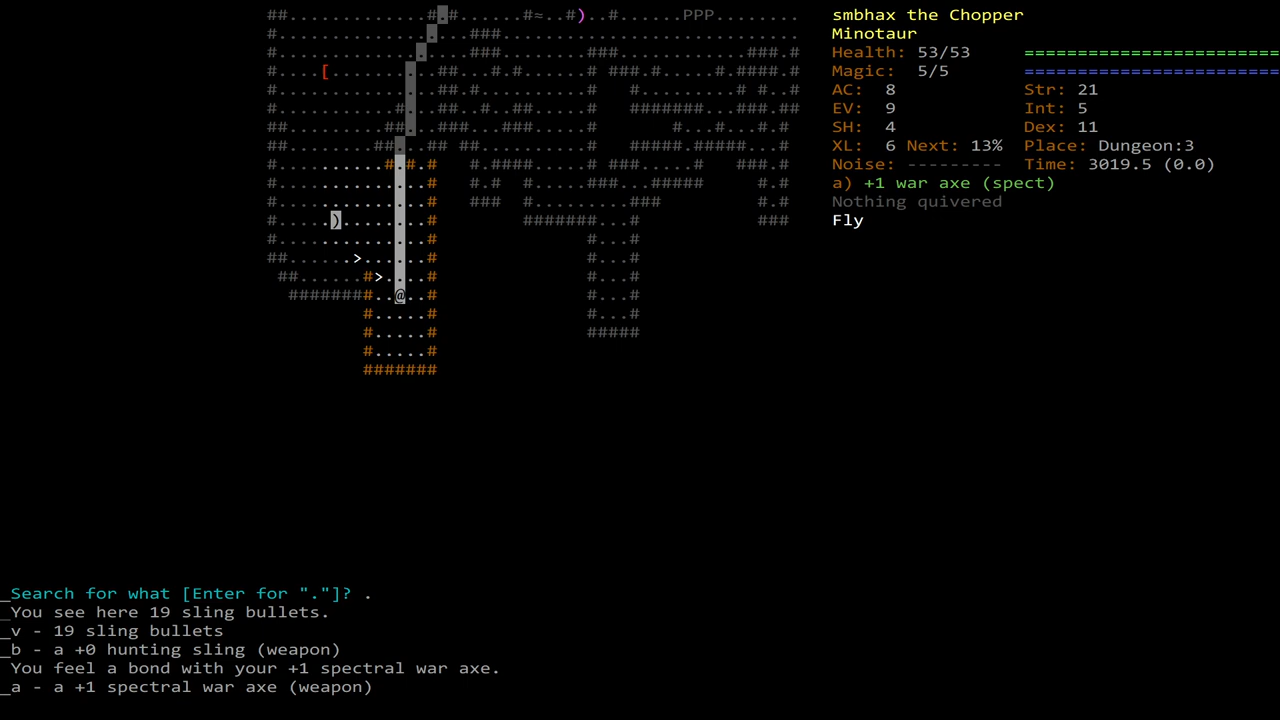 ##.............#.#......#≈..#)..#......PPP........
smbhax the Chopper
#.................###.............................
Minotaur
#.................###........###............###.#
Health: 53/53 ========================
#....[..........##...#.#......# ###.#.....#.####.#
Magic: 5/5 ========================
#.............##.#..........# #.........# #..#
AC: 8 Str: 21
#...........#...##..#..##.....# #######...###.##
EV: 9 Int: 5
##.........##...###...###.....# #...#...#.#
SH: 4 Dex: 11
##........##...## ##..........# #####.#####...#
XL: 6 Next: 13% Place: Dungeon:3
#.........#.#.# #.####.....# ###.....# ###.#
Noise: --------- Time: 3019.5 (0.0)
#.............# #.# #.....###...##### #.#
a) +1 war axe (spect)
#.............# ### #.........### #.#
Nothing quivered
#....).......# #######...# ###
Fly
#.............# #...#
##......>.....# #...#
##......#>....# #...#
#######..@..# #...#
#.....# #...#
#.....# #####
#.....#
#######
_Search for what [Enter for "."]? .
_You see here 19 sling bullets.
_v - 19 sling bullets
_b - a +0 hunting sling (weapon)
You feel a bond with your +1 spectral war axe.
_a - a +1 spectral war axe (weapon)